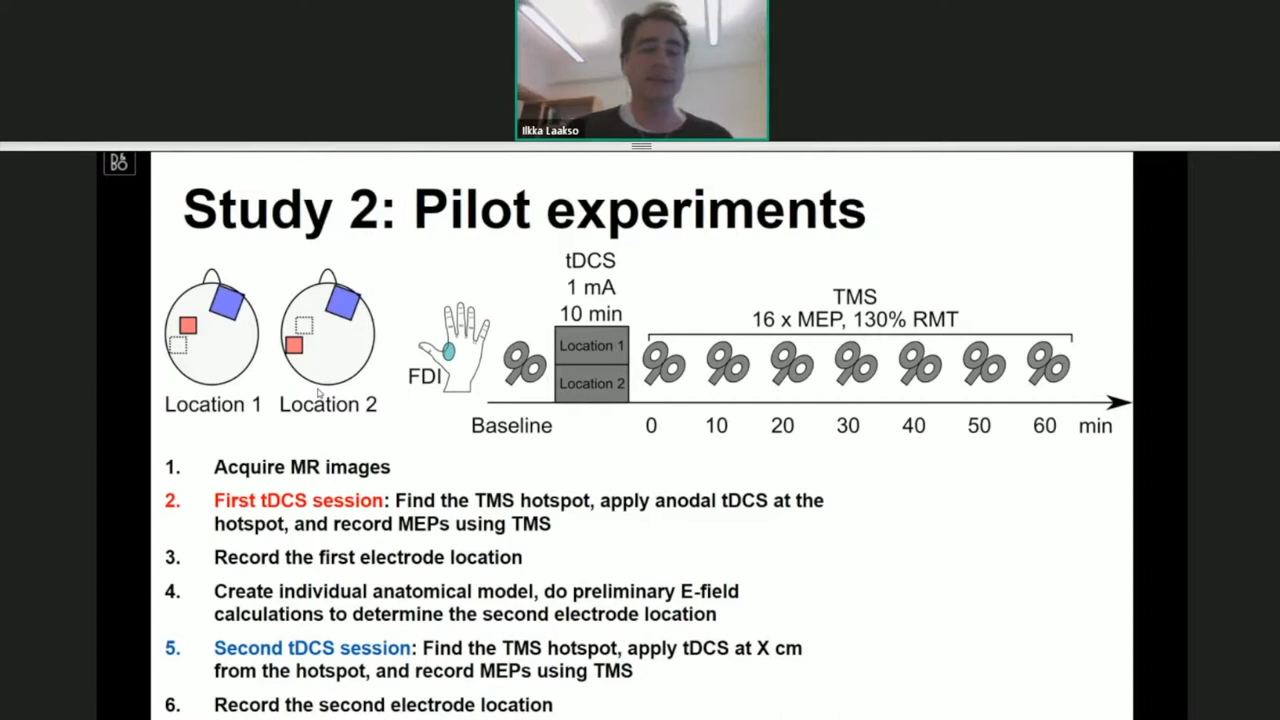 Ilkka Laakso
B&O
Study 2: Pilot experiments
tDCS
1 mA
10 min
TMS
16 x MEP, 130% RMT
Location 1
Location 2
FDI
Location 1
Location 2
Baseline
0
10
20
30
40
50
60
min
1. Acquire MR images
2. First tDCS session: Find the TMS hotspot, apply anodal tDCS at the
hotspot, and record MEPs using TMS
3. Record the first electrode location
4. Create individual anatomical model, do preliminary E-field
calculations to determine the second electrode location
5. Second tDCS session: Find the TMS hotspot, apply tDCS at X cm
from the hotspot, and record MEPs using TMS
6. Record the second electrode location